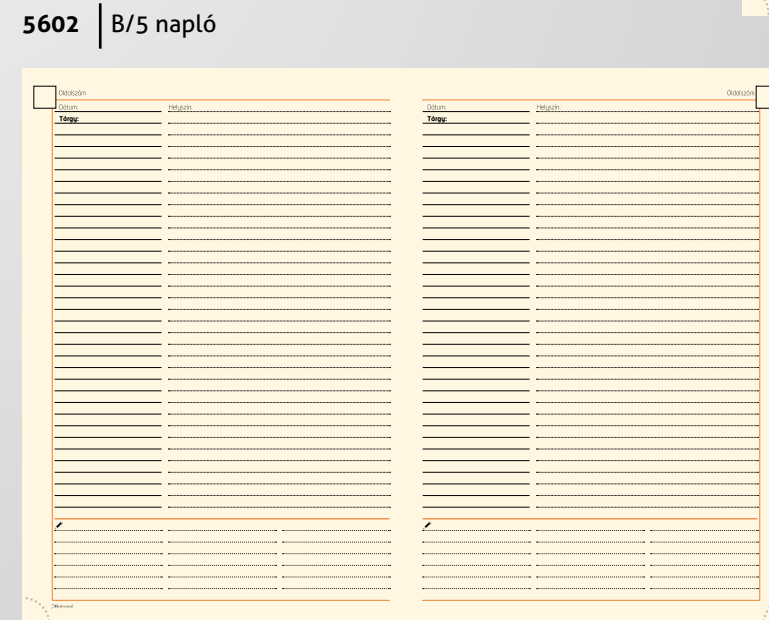 5602 B/5 napló
Oldalszám
Dátum: Helyszín:
Tárgy:
Oldalszám
Dátum: Helyszín:
Tárgy: